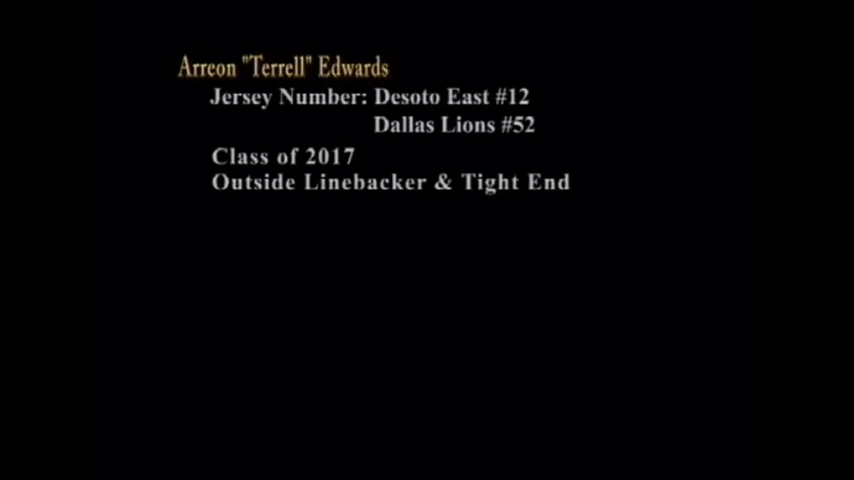 Arreon "Terrell" Edwards
Jersey Number: Desoto East #12
Dallas Lions #52
Class of 2017
Outside Linebacker & Tight End